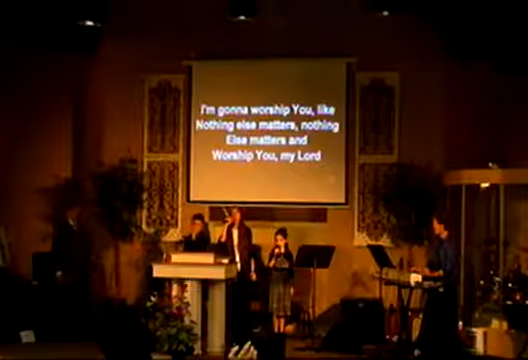 I'm gonna worship You, like
Nothing else matters, nothing
Else matters and
Worship You, my Lord